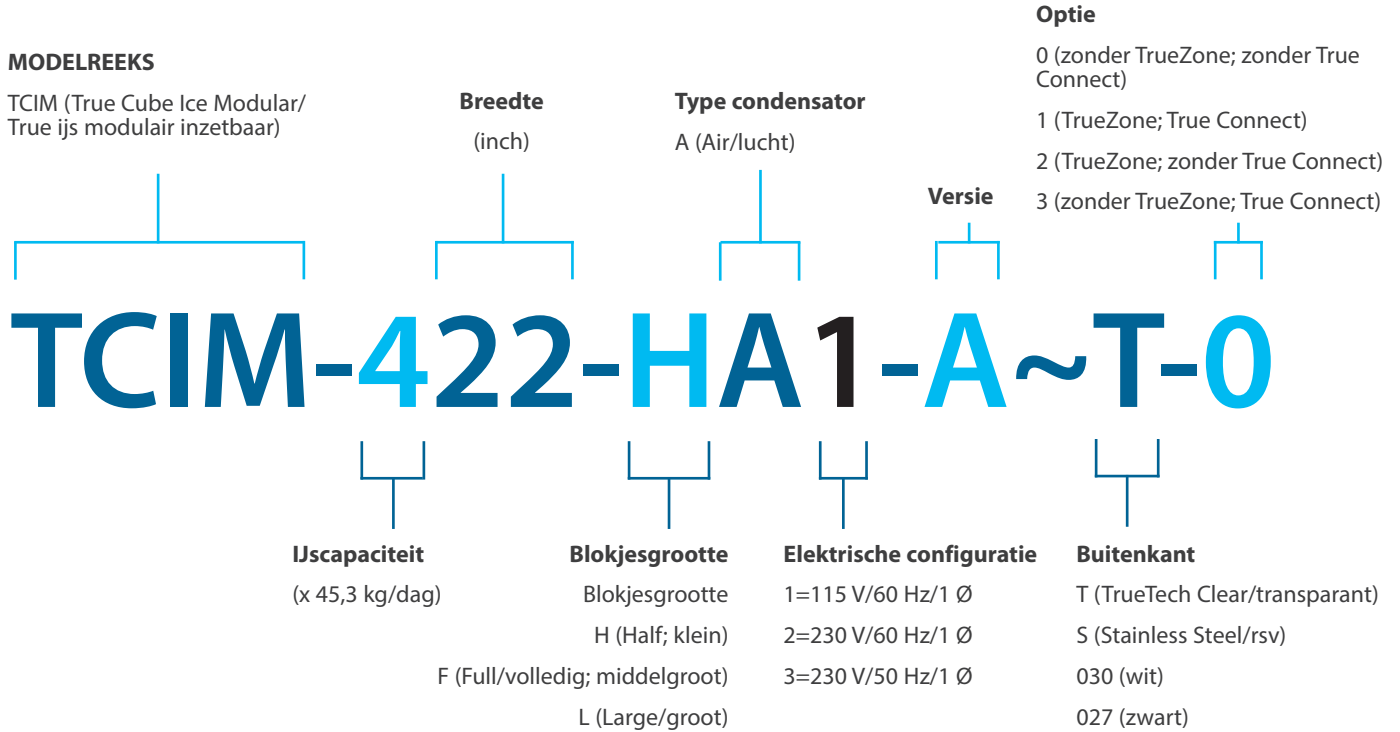 MODELREEKS
TCIM (True Cube Ice Modular/
True ijs modulair inzetbaar)
Breedte
(inch)
Type condensator
A (Air/lucht)
Versie
Optie
0 (zonder TrueZone; zonder True
Connect)
1 (TrueZone; True Connect)
2 (TrueZone; zonder True Connect)
3 (zonder TrueZone; True Connect)
TCIM-422-HA1-A~T-0
IJscapaciteit
(x 45,3 kg/dag)
Blokjesgrootte
Blokjesgrootte
H (Half; klein)
F (Full/volledig; middelgroot)
L (Large/groot)
Elektrische configuratie
1=115 V/60 Hz/1 Ø
2=230 V/60 Hz/1 Ø
3=230 V/50 Hz/1 Ø
Buitenkant
T (TrueTech Clear/transparant)
S (Stainless Steel/rsv)
030 (wit)
027 (zwart)